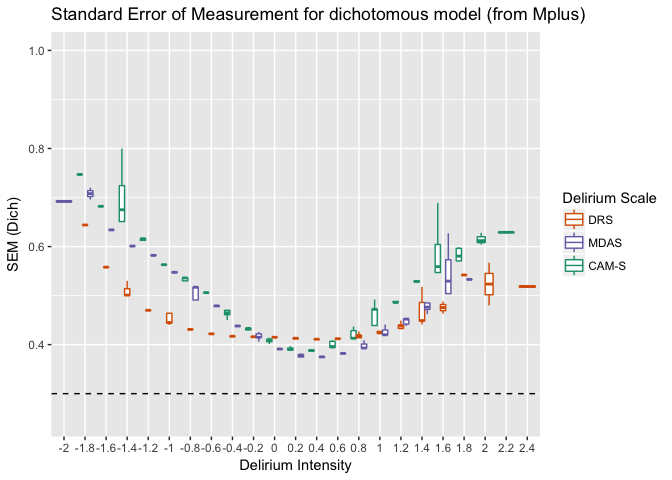 Standard Error of Measurement for dichotomous model (from Mplus)
1.0
0.8
0.6
0.4
SEM (Dich)
-2 -1.8 -1.6 -1.4 -1.2 -1 -0.8 -0.6 -0.4 -0.2 0 0.2 0.4 0.6 0.8 1 1.2 1.4 1.6 1.8 2 2.2 2.4
Delirium Intensity
Delirium Scale
DRS
MDAS
CAM-S